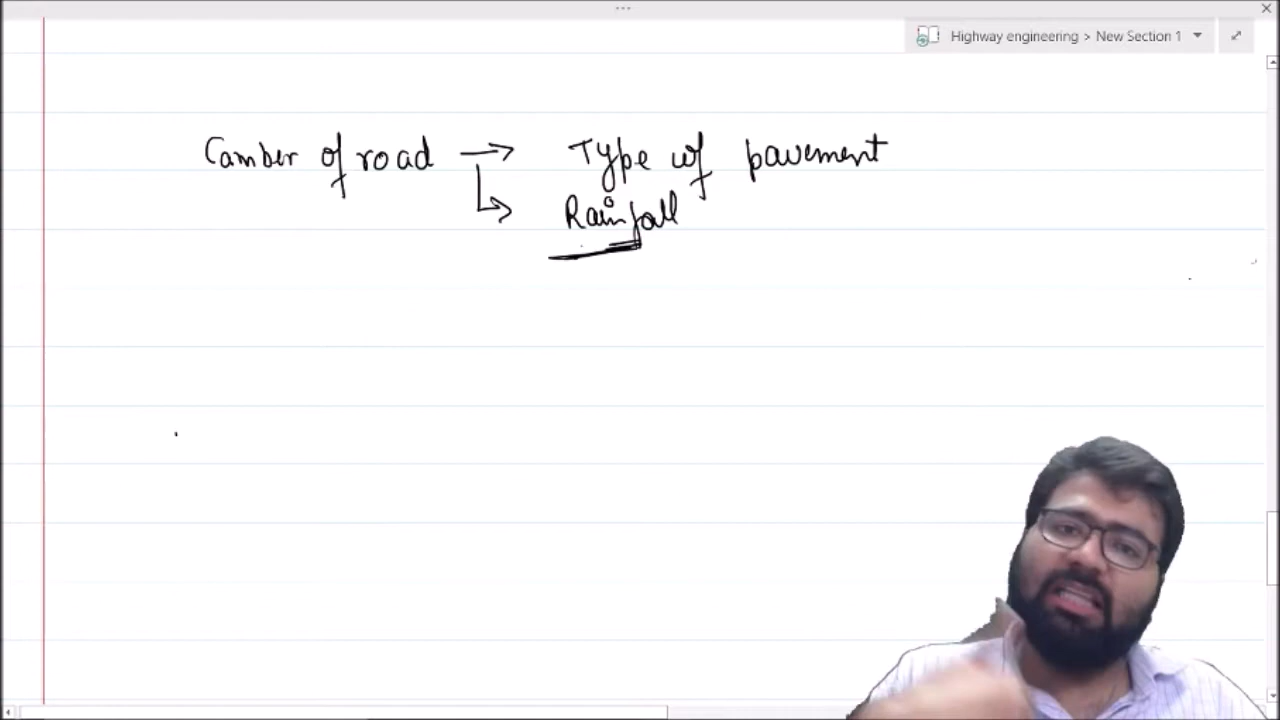 Highway engineering > New Section 1
Camber of road → Type of pavement
Rainfall